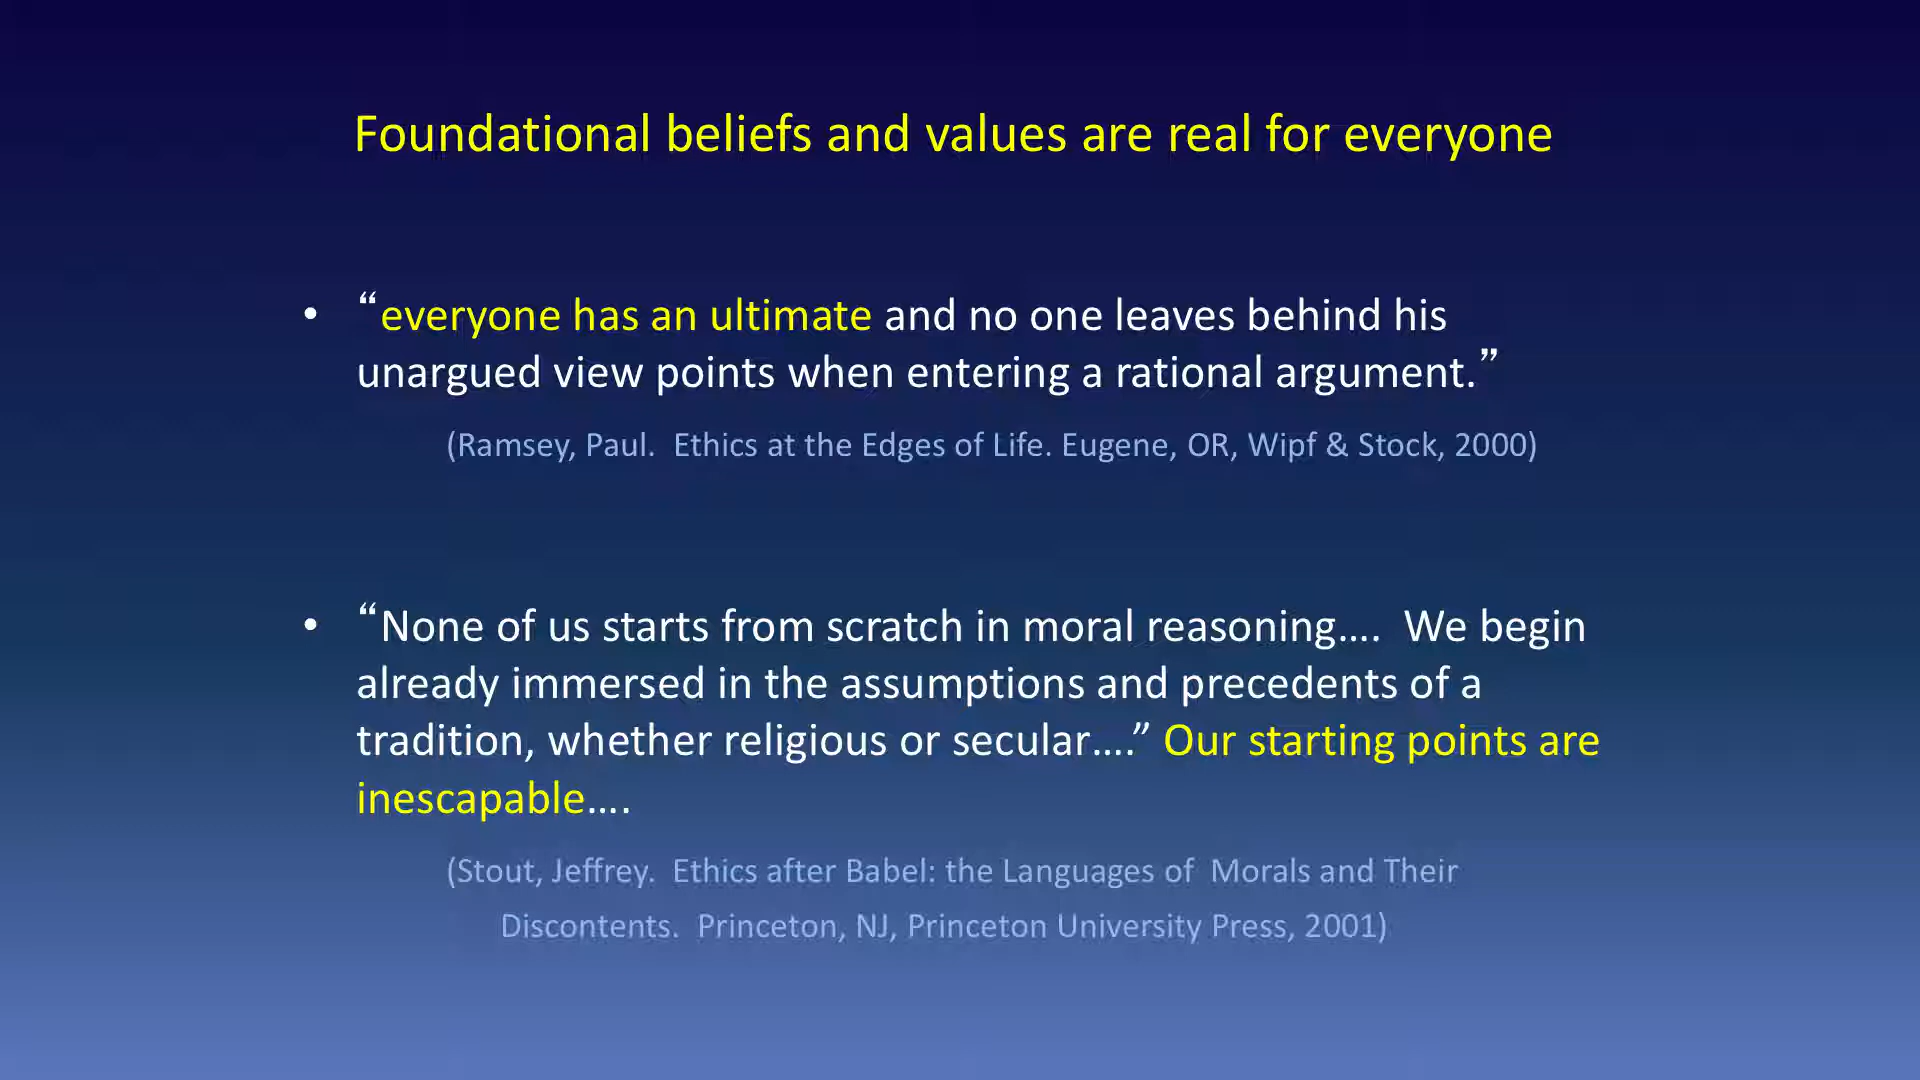 Foundational beliefs and values are real for everyone
• “everyone has an ultimate and no one leaves behind his
unargued view points when entering a rational argument.”
(Ramsey, Paul.  Ethics at the Edges of Life. Eugene, OR, Wipf & Stock, 2000)
• “None of us starts from scratch in moral reasoning….  We begin
already immersed in the assumptions and precedents of a
tradition, whether religious or secular….” Our starting points are
inescapable….
(Stout, Jeffrey.  Ethics after Babel: the Languages of  Morals and Their
Discontents.  Princeton, NJ, Princeton University Press, 2001)